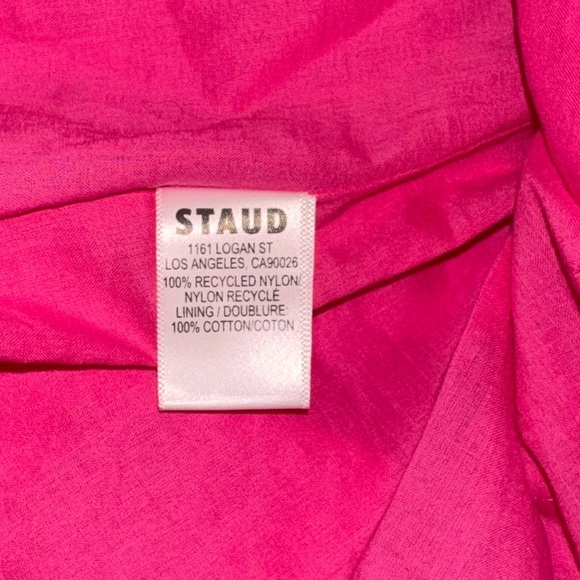 STAUD
1161 LOGAN ST
LOS ANGELES, CA90026
100% RECYCLED NYLON/
NYLON RECYCLÉ
LINING / DOUBLURE:
100% COTTON/COTON